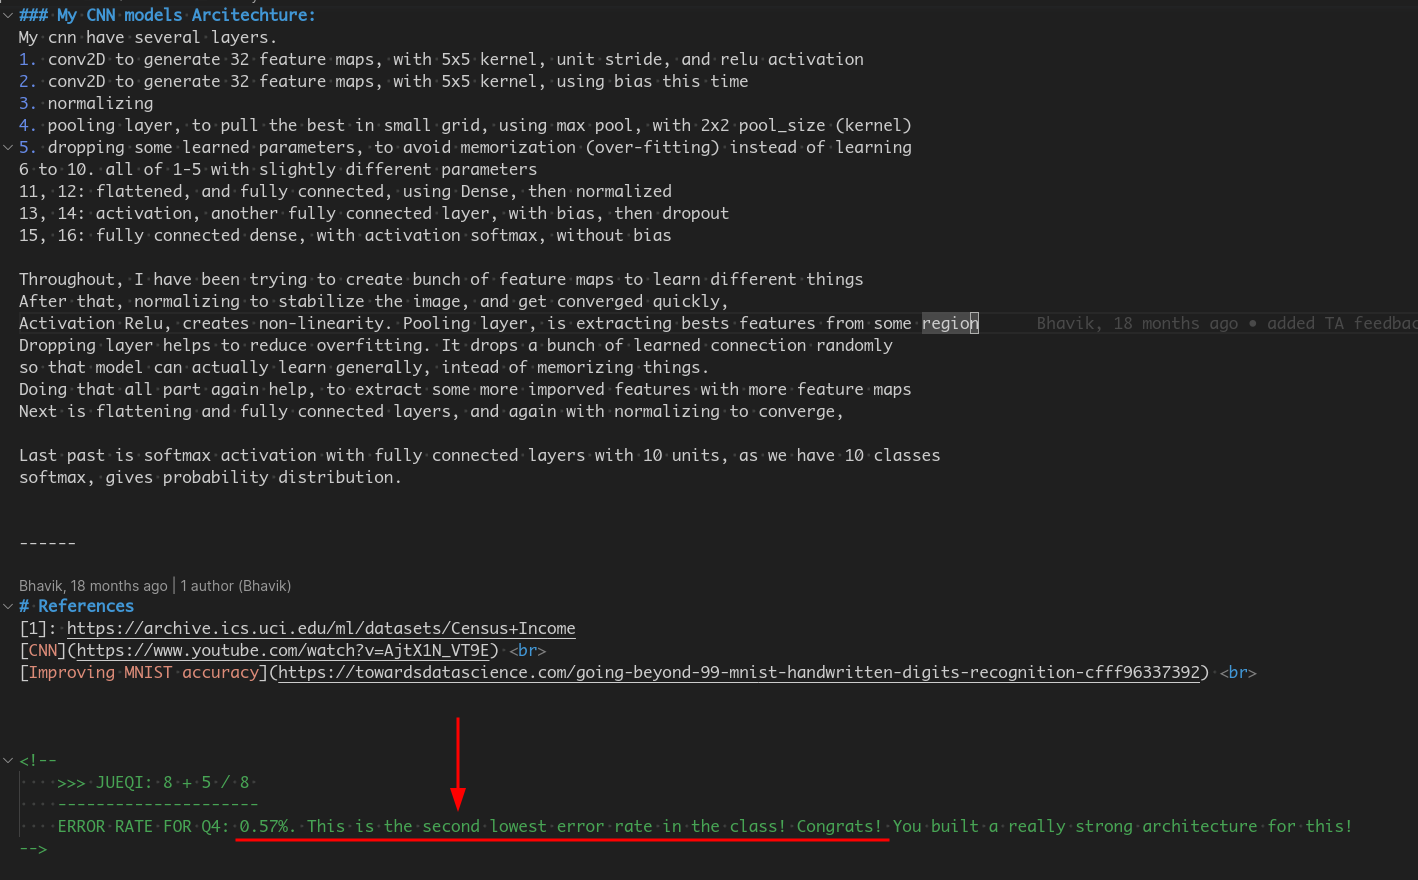 ### My CNN models Arcitechture:
My cnn have several layers.
1. conv2D to generate 32 feature maps, with 5x5 kernel, unit stride, and relu activation
2. conv2D to generate 32 feature maps, with 5x5 kernel, using bias this time
3. normalizing
4. pooling layer, to pull the best in small grid, using max pool, with 2x2 pool_size (kernel)
5. dropping some learned parameters, to avoid memorization (over-fitting) instead of learning
6 to 10. all of 1-5 with slightly different parameters
11, 12: flattened, and fully connected, using Dense, then normalized
13, 14: activation, another fully connected layer, with bias, then dropout
15, 16: fully connected dense, with activation softmax, without bias
Throughout, I have been trying to create bunch of feature maps to learn different things
After that, normalizing to stabilize the image, and get converged quickly,
Activation Relu, creates non-linearity. Pooling layer, is extracting bests features from some region Bhavik, 18 months ago • added TA feedbac
Dropping layer helps to reduce overfitting. It drops a bunch of learned connection randomly
so that model can actually learn generally, intead of memorizing things.
Doing that all part again help, to extract some more imporved features with more feature maps
Next is flattening and fully connected layers, and again with normalizing to converge,
Last past is softmax activation with fully connected layers with 10 units, as we have 10 classes
softmax, gives probability distribution.
------
Bhavik, 18 months ago | 1 author (Bhavik)
# References
[1]: https://archive.ics.uci.edu/ml/datasets/Census+Income
[CNN](https://www.youtube.com/watch?v=AjtX1N_VT9E) <br>
[Improving MNIST accuracy](https://towardsdatascience.com/going-beyond-99-mnist-handwritten-digits-recognition-cfff96337392) <br>
<!--
>>> JUEQI: 8 + 5 / 8
---------------------
ERROR RATE FOR Q4: 0.57%. This is the second lowest error rate in the class! Congrats! You built a really strong architecture for this!
-->